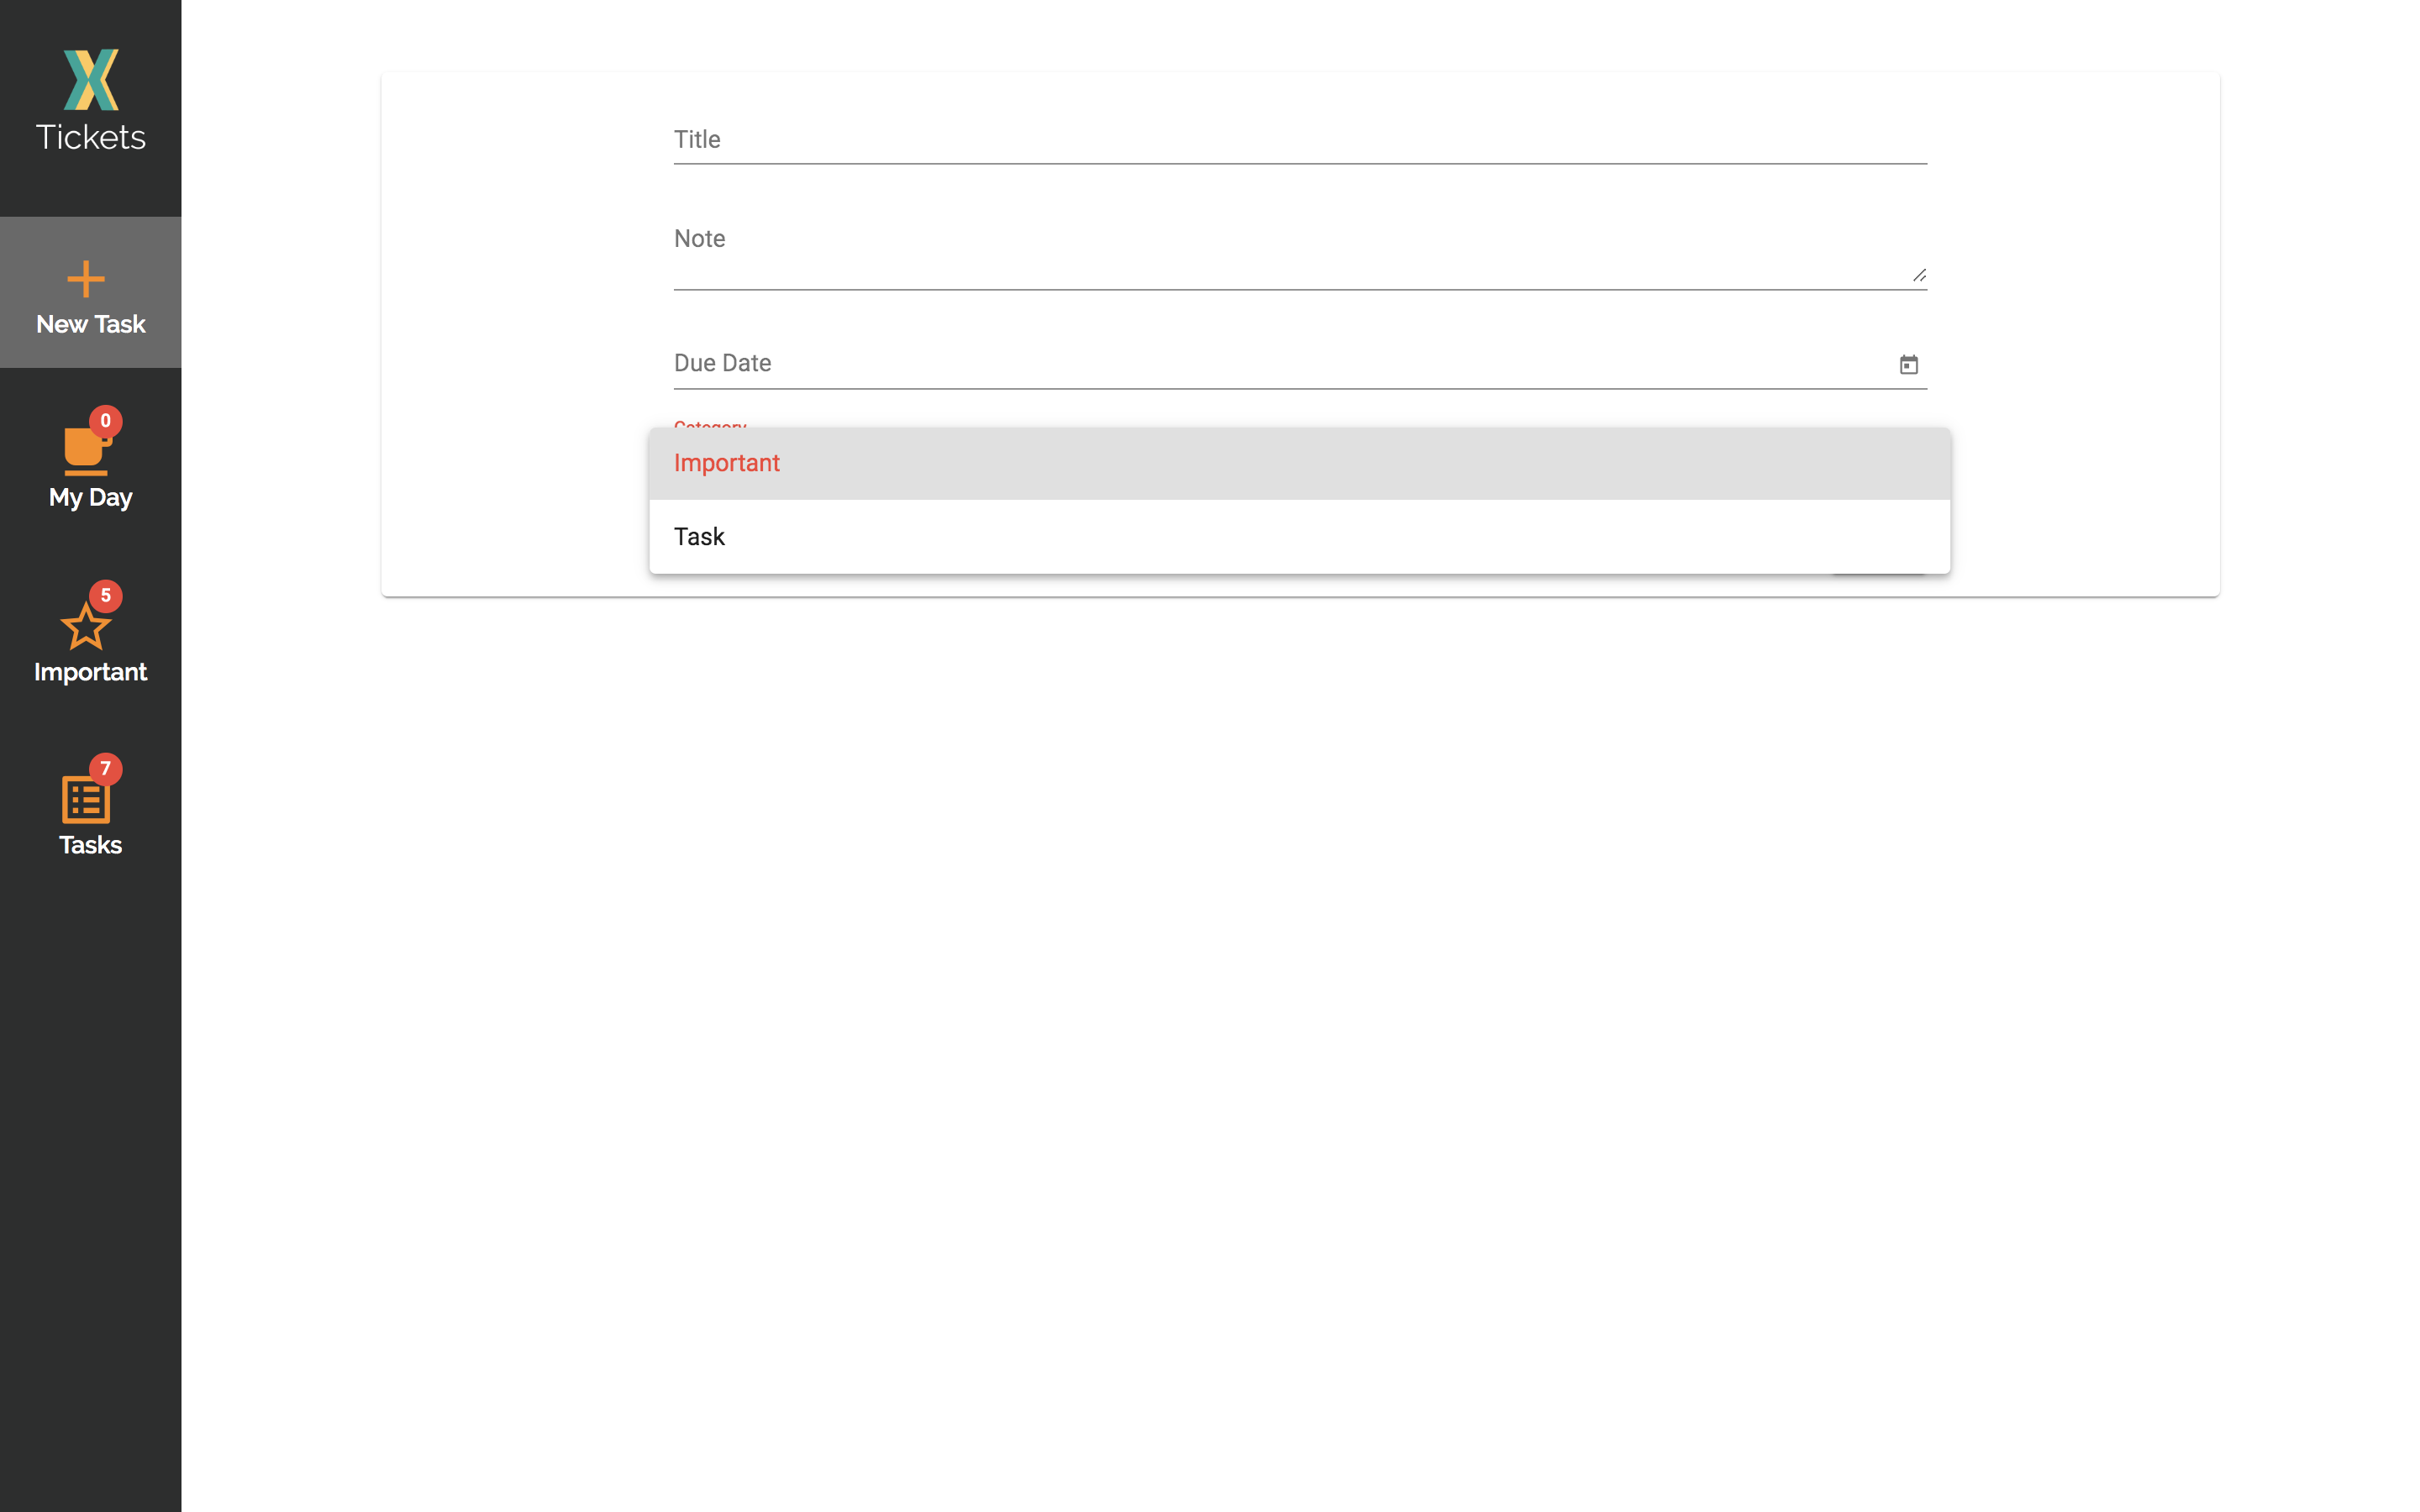 Tickets
New Task
0
My Day
5
Important
7
Tasks
Title
Note
Due Date
Category
Important
Task